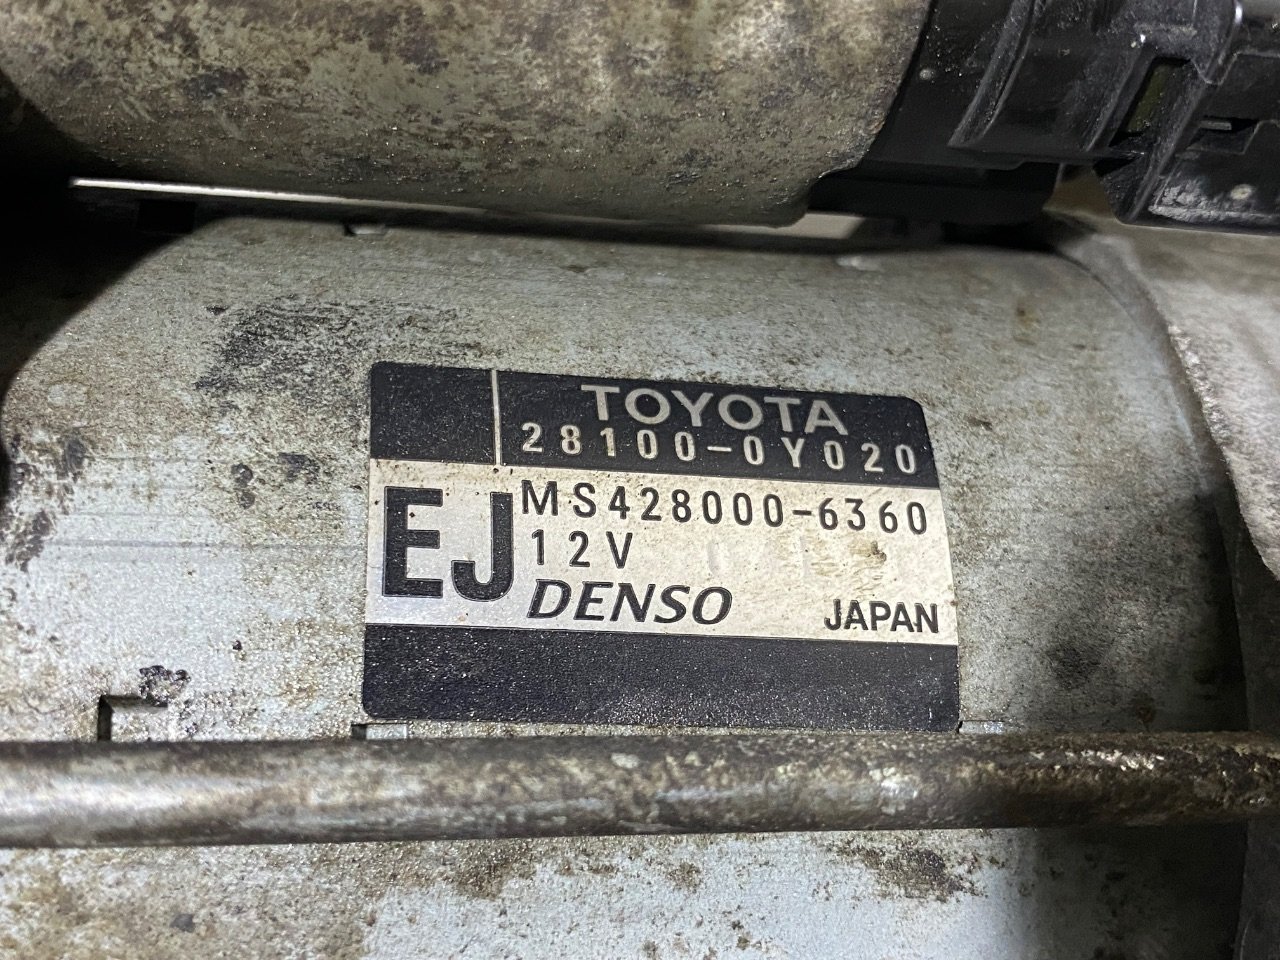 TOYOTA
28100-0Y020
EJ
MS428000-6360
12V
DENSO JAPAN